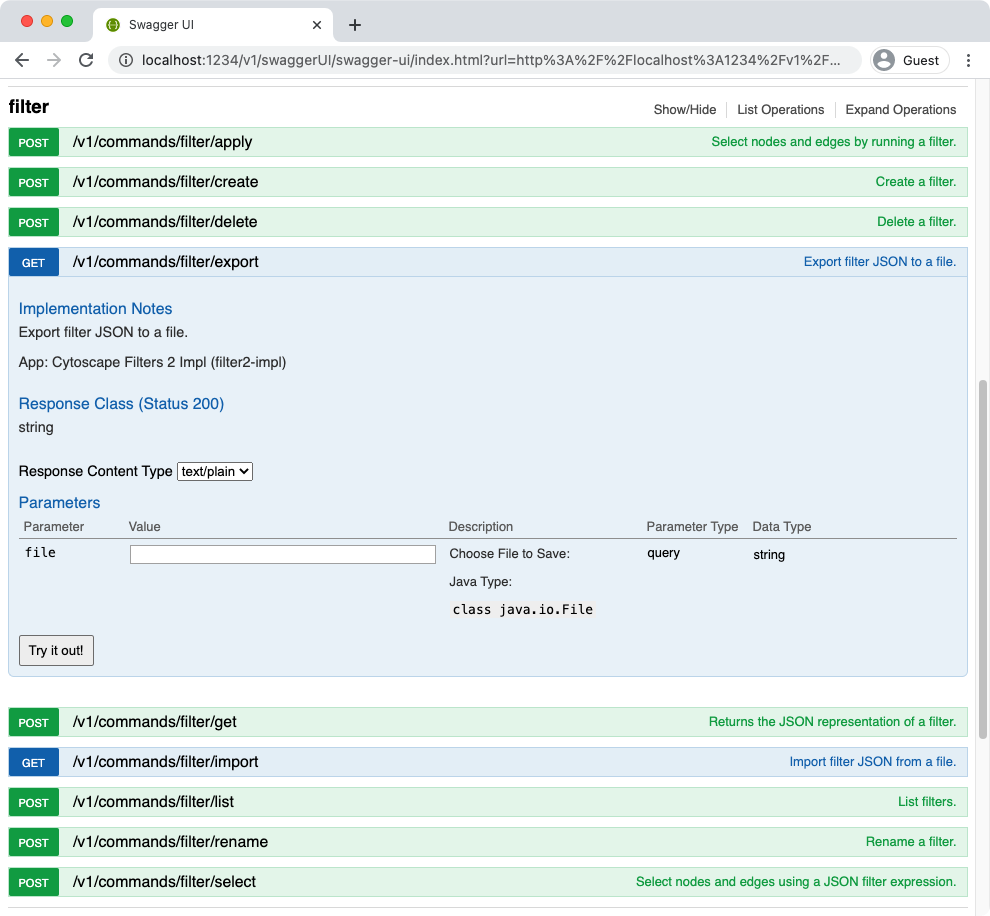 Swagger UI
localhost:1234/v1/swaggerUI/swagger-ui/index.html?url=http%3A%2F%2Flocalhost%3A1234%2Fv1%2F...
Guest
filter
Show/Hide List Operations Expand Operations
POST /v1/commands/filter/apply Select nodes and edges by running a filter.
POST /v1/commands/filter/create Create a filter.
POST /v1/commands/filter/delete Delete a filter.
GET /v1/commands/filter/export Export filter JSON to a file.
Implementation Notes
Export filter JSON to a file.
App: Cytoscape Filters 2 Impl (filter2-impl)
Response Class (Status 200)
string
Response Content Type text/plain
Parameters
Parameter Value Description Parameter Type Data Type
file Choose File to Save: query string
Java Type:
class java.io.File
Try it out!
POST /v1/commands/filter/get Returns the JSON representation of a filter.
GET /v1/commands/filter/import Import filter JSON from a file.
POST /v1/commands/filter/list List filters.
POST /v1/commands/filter/rename Rename a filter.
POST /v1/commands/filter/select Select nodes and edges using a JSON filter expression.